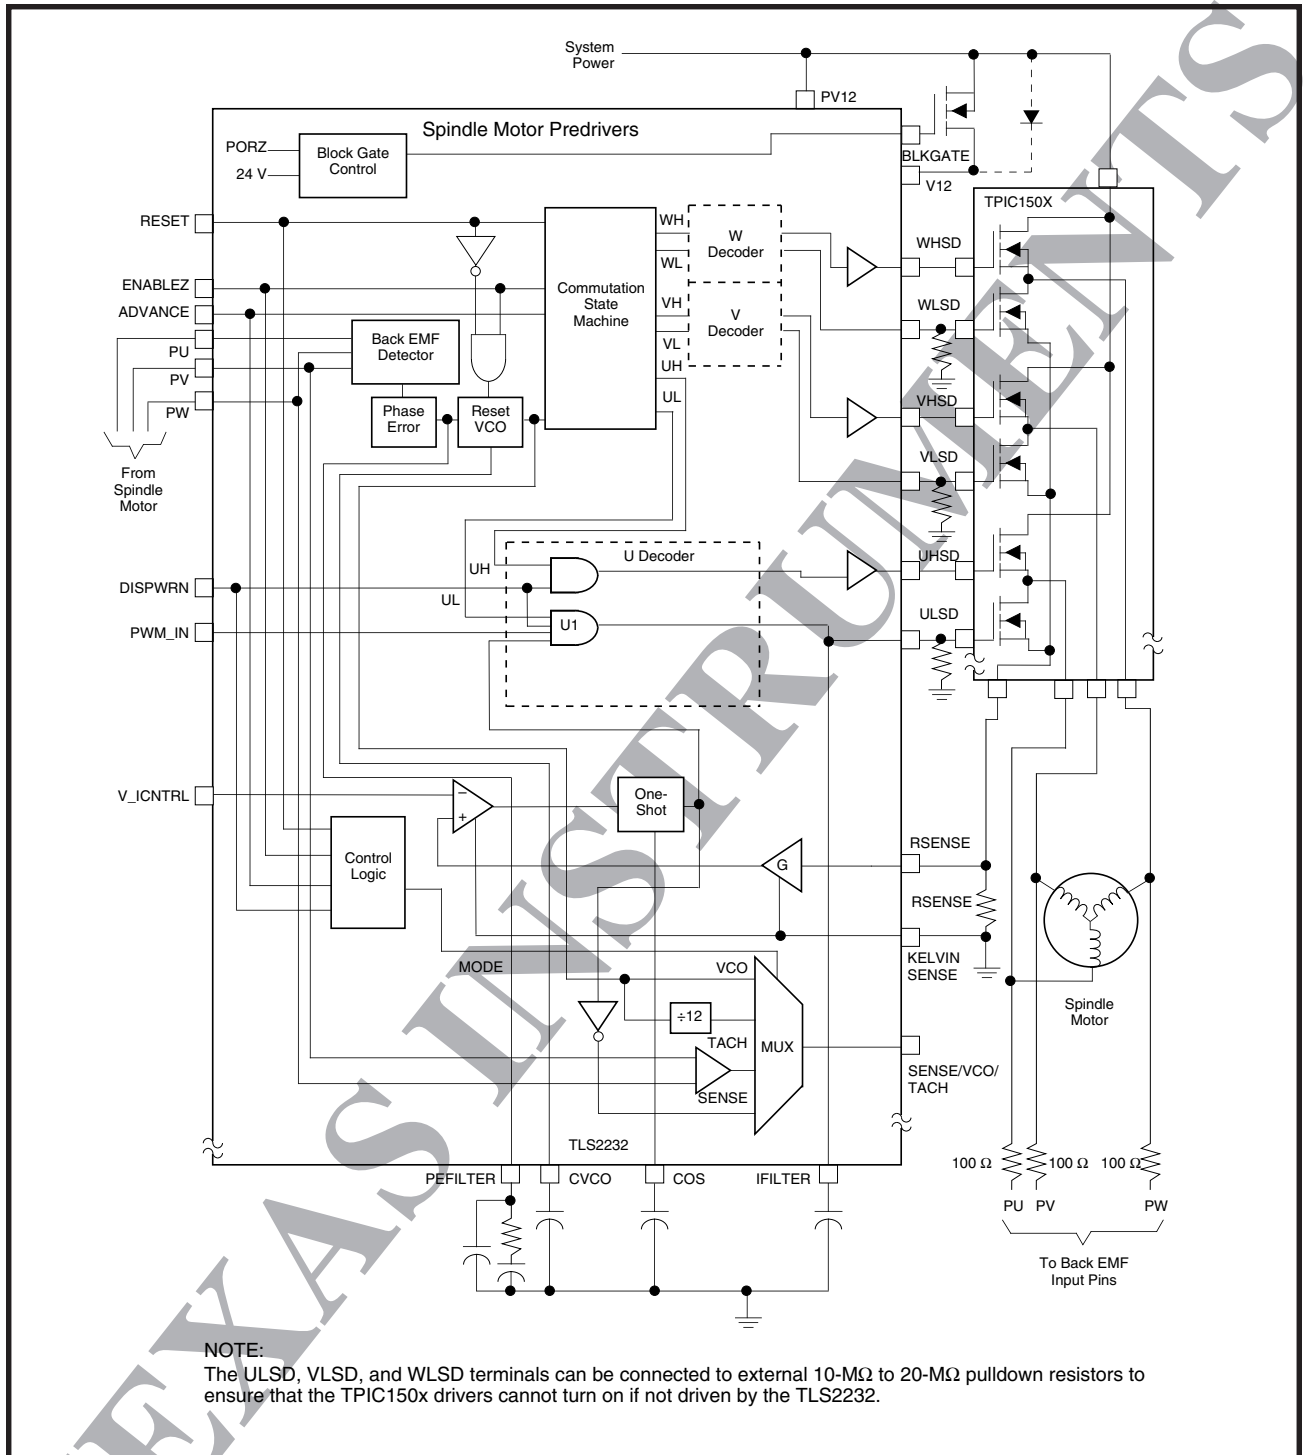 System
Power
PV12
Spindle Motor Predrivers
PORZ
24 V
Block Gate
Control
BLKGATE
V12
TPIC150X
RESET
ENABLEZ
ADVANCE
PU
PV
PW
From
Spindle
Motor
Back EMF
Detector
Phase
Error
Reset
VCO
Commutation
State
Machine
WH
WL
VH
VL
UH
UL
W
Decoder
V
Decoder
WHSD
WLSD
VHSD
VLSD
UHSD
ULSD
DISPWRN
PWM_IN
UH
UL
U Decoder
U1
V_ICNTRL
–
+
One-
Shot
Control
Logic
G
RSENSE
RSENSE
KELVIN
SENSE
MODE
VCO
÷12
TACH
MUX
SENSE
SENSE/VCO/
TACH
Spindle
Motor
TLS2232
PEFILTER
CVCO
COS
IFILTER
100 Ω
100 Ω
100 Ω
PU
PV
PW
To Back EMF
Input Pins
NOTE:
The ULSD, VLSD, and WLSD terminals can be connected to external 10-MΩ to 20-MΩ pulldown resistors to
ensure that the TPIC150x drivers cannot turn on if not driven by the TLS2232.
TEXAS INSTRUMENTS